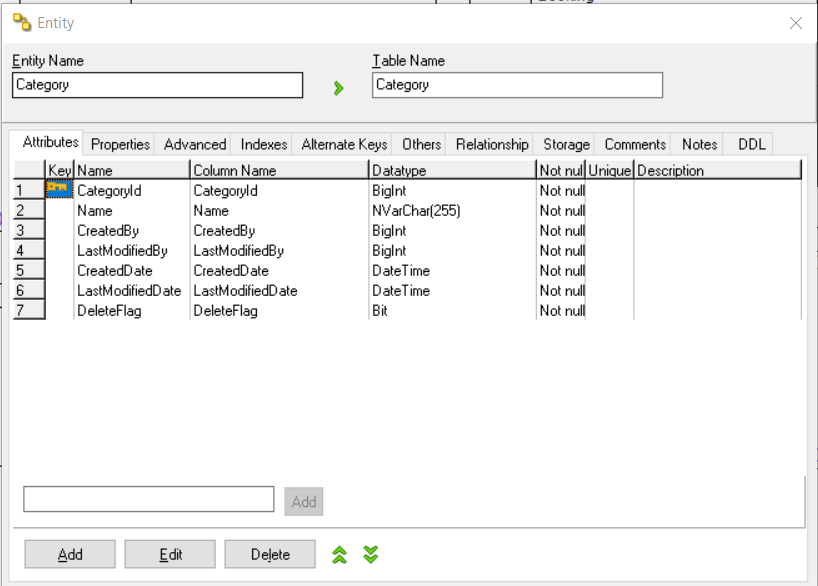 Entity
Entity Name Table Name
Category Category
Attributes Properties Advanced Indexes Alternate Keys Others Relationship Storage Comments Notes DDL
Key Name Column Name Datatype Not nul Unique Description
1 CategoryId CategoryId BigInt Not null
2 Name Name NVarChar(255) Not null
3 CreatedBy CreatedBy BigInt Not null
4 LastModifiedBy LastModifiedBy BigInt Not null
5 CreatedDate CreatedDate DateTime Not null
6 LastModifiedDate LastModifiedDate DateTime Not null
7 DeleteFlag DeleteFlag Bit Not null
Add
Add Edit Delete